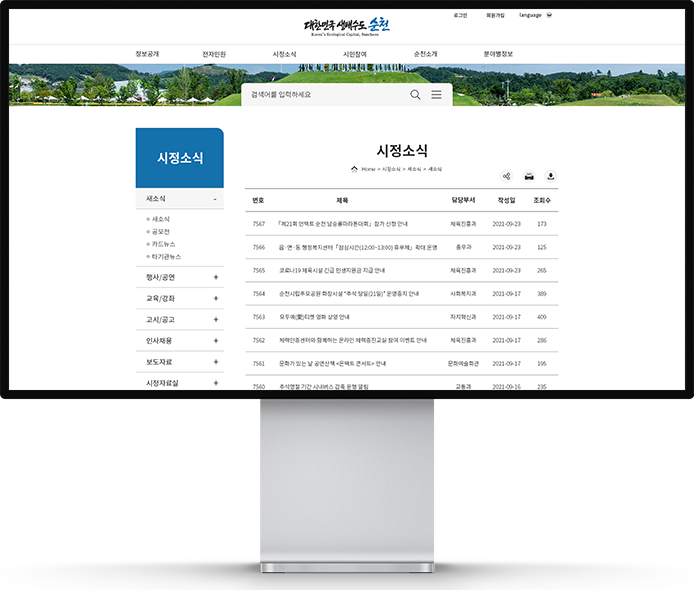 로그인 회원가입 language
대한민국 생태수도 순천
Korea's Ecological Capital, Suncheon
정보공개 전자민원 시정소식 시민참여 순천소개 분야별정보
검색어를 입력하세요
시정소식
새소식 -
새소식
공모전
카드뉴스
타기관뉴스
행사/공연 +
교육/강좌 +
고시/공고 +
인사채용 +
보도자료 +
시정자료실 +
시정소식
Home > 시정소식 > 새소식 > 새소식
번호 제목 담당부서 작성일 조회수
7567 「제21회 언택트 순천 남승룡마라톤대회」 참가 신청 안내 체육진흥과 2021-09-23 173
7566 읍·면·동 행정복지센터「점심시간(12:00~13:00) 휴무제」확대 운영 총무과 2021-09-23 125
7565 코로나19 체육시설 긴급 민생지원금 지급 안내 체육진흥과 2021-09-23 265
7564 순천시립추모공원 화장시설 "추석 당일(21일)" 운영중지 안내 사회복지과 2021-09-17 389
7563 모두애(愛)티켓 영화 상영 안내 자치혁신과 2021-09-17 409
7562 체력인증센터와 함께하는 온라인 체력증진교실 참여 이벤트 안내 체육진흥과 2021-09-17 286
7561 문화가 있는 날 공연산책 <온택트 콘서트> 안내 문화예술회관 2021-09-17 195
7560 추석명절 기간 시내버스 감축 운행 알림 교통과 2021-09-16 235